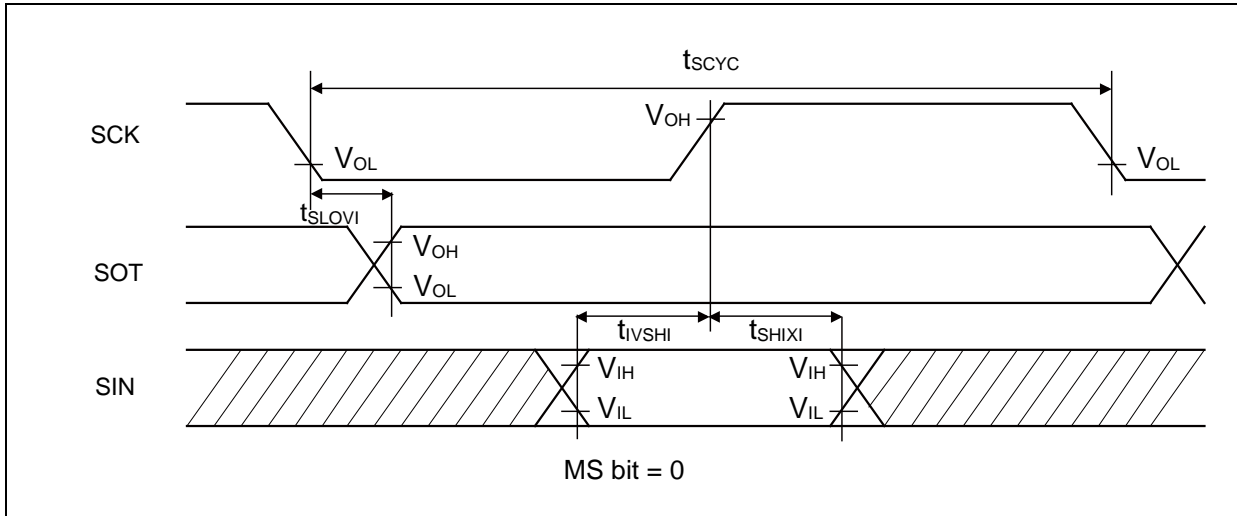 tSCYC
SCK
VOH
VOL
VOL
tSLOVI
SOT
VOH
VOL
tIVSHI
tSHIXI
SIN
VIH
VIH
VIL
VIL
MS bit = 0